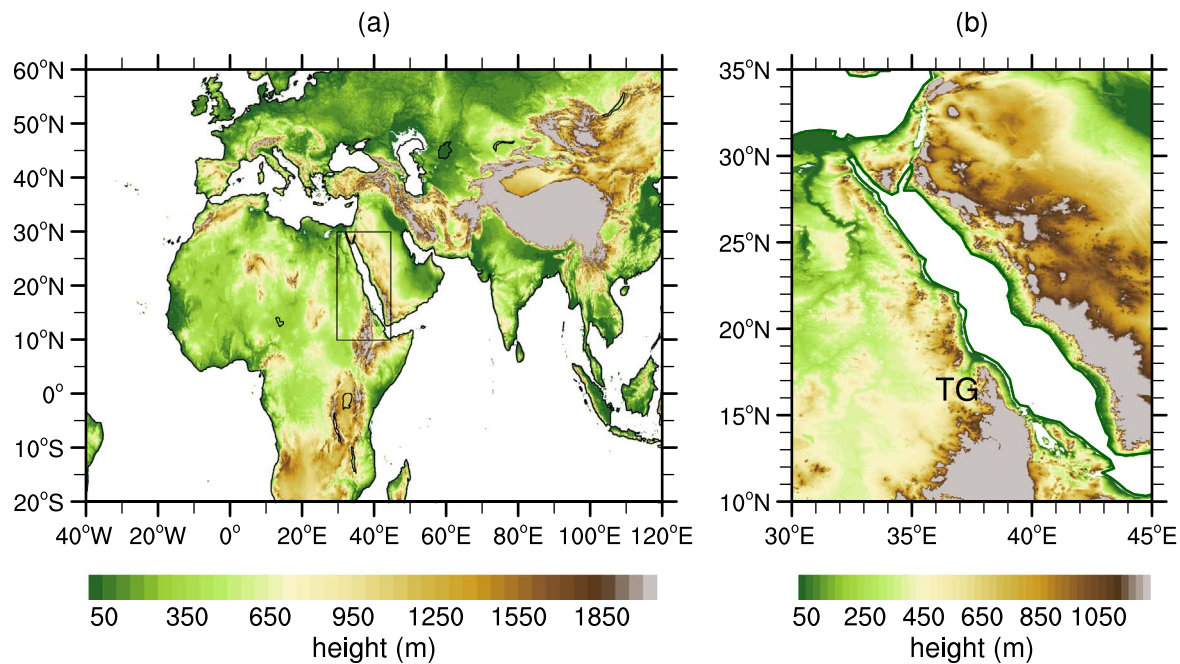 (a)
(b)
60°N
50°N
40°N
30°N
20°N
10°N
0°
10°S
20°S
40°W
20°W
0°
20°E
40°E
60°E
80°E
100°E
120°E
35°N
30°N
25°N
20°N
15°N
10°N
TG
30°E
35°E
40°E
45°E
50 350 650 950 1250 1550 1850
height (m)
50 250 450 650 850 1050
height (m)